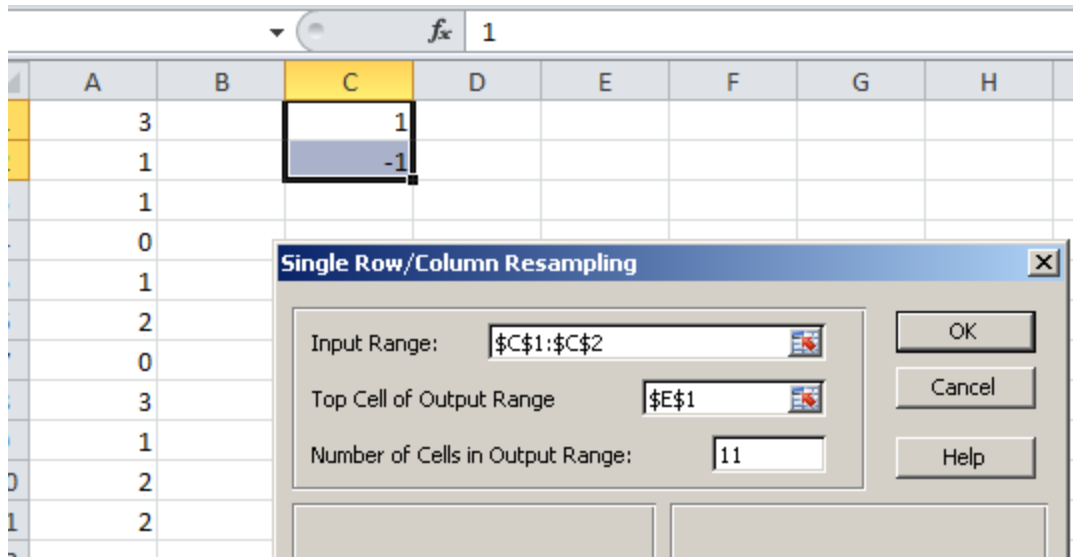 fx 1
A B C D E F G H
3 1
1 -1
1
0
1
2
0
3
1
2
2
Single Row/Column Resampling
Input Range: $C$1:$C$2
OK
Top Cell of Output Range $E$1
Cancel
Number of Cells in Output Range: 11
Help